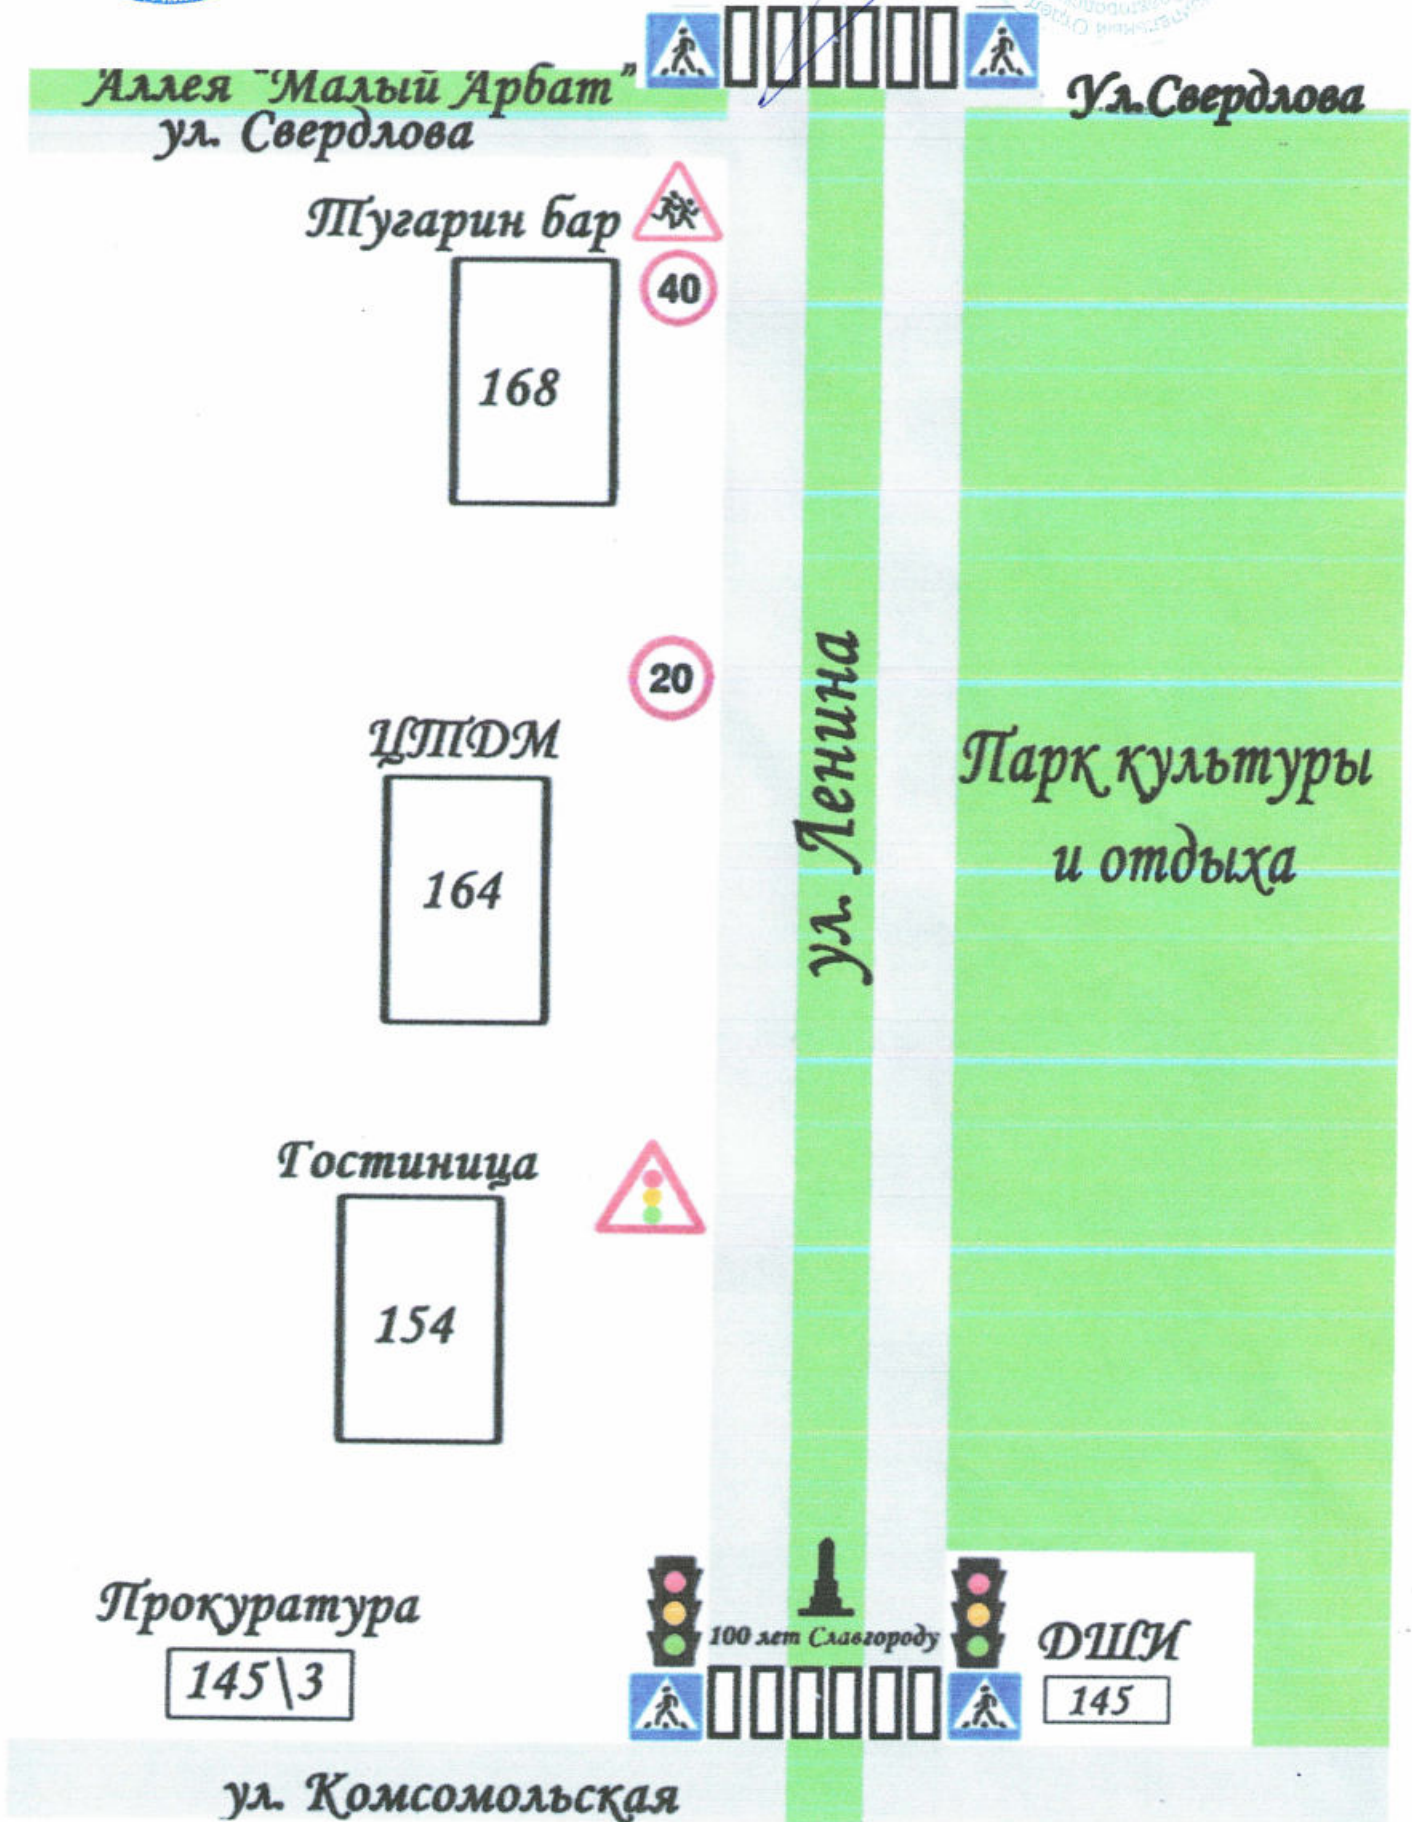 Аллея "Малый Арбат"
ул. Свердлова
Ул.Свердлова
Тугарин бар
40
168
20
ЦТДМ
164
ул. Ленина
Парк культуры
и отдыха
Гостиница
154
Прокуратура
145\3
100 лет Славгороду
ДШИ
145
ул. Комсомольская